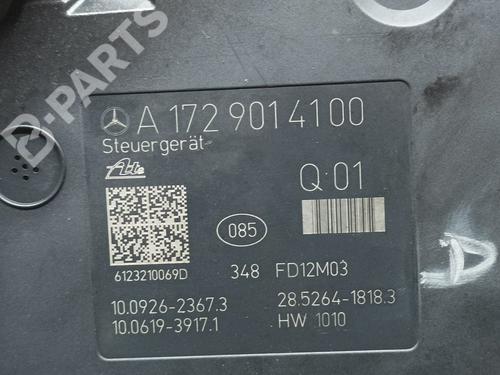 B-PARTS
A 172 901 41 00
Steuergerät
Ate
Q 01
085
6123210069D
348 FD12M03
10.0926-2367.3
28.5264-1818.3
10.0619-3917.1
HW 1010